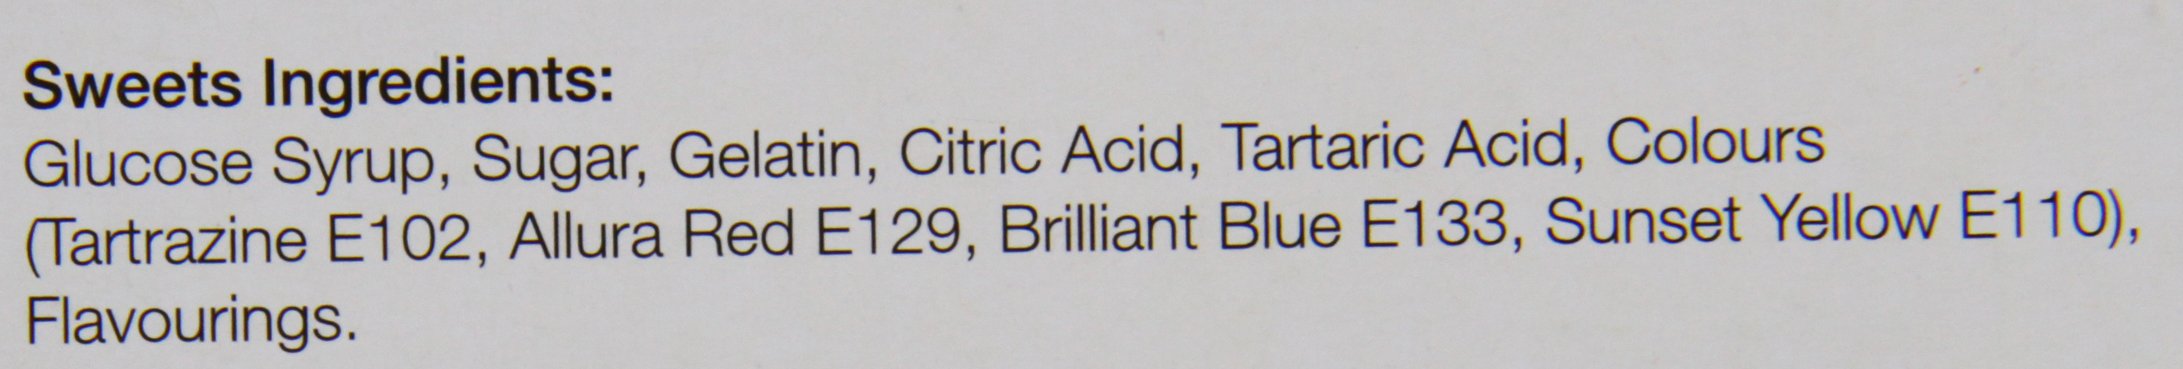 Sweets Ingredients:
Glucose Syrup, Sugar, Gelatin, Citric Acid, Tartaric Acid, Colours
(Tartrazine E102, Allura Red E129, Brilliant Blue E133, Sunset Yellow E110),
Flavourings.